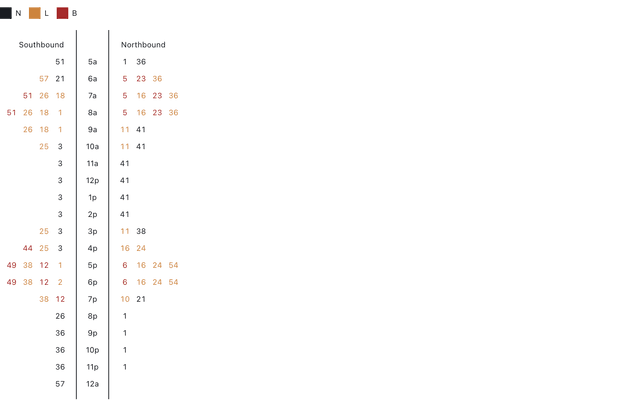 N L B
Southbound Northbound
51 5a 1 36
57 21 6a 5 23 36
51 26 18 7a 5 16 23 36
51 26 18 1 8a 5 16 23 36
26 18 1 9a 11 41
25 3 10a 11 41
3 11a 41
3 12p 41
3 1p 41
3 2p 41
25 3 3p 11 38
44 25 3 4p 16 24
49 38 12 1 5p 6 16 24 54
49 38 12 2 6p 6 16 24 54
38 12 7p 10 21
26 8p 1
36 9p 1
36 10p 1
36 11p 1
57 12a